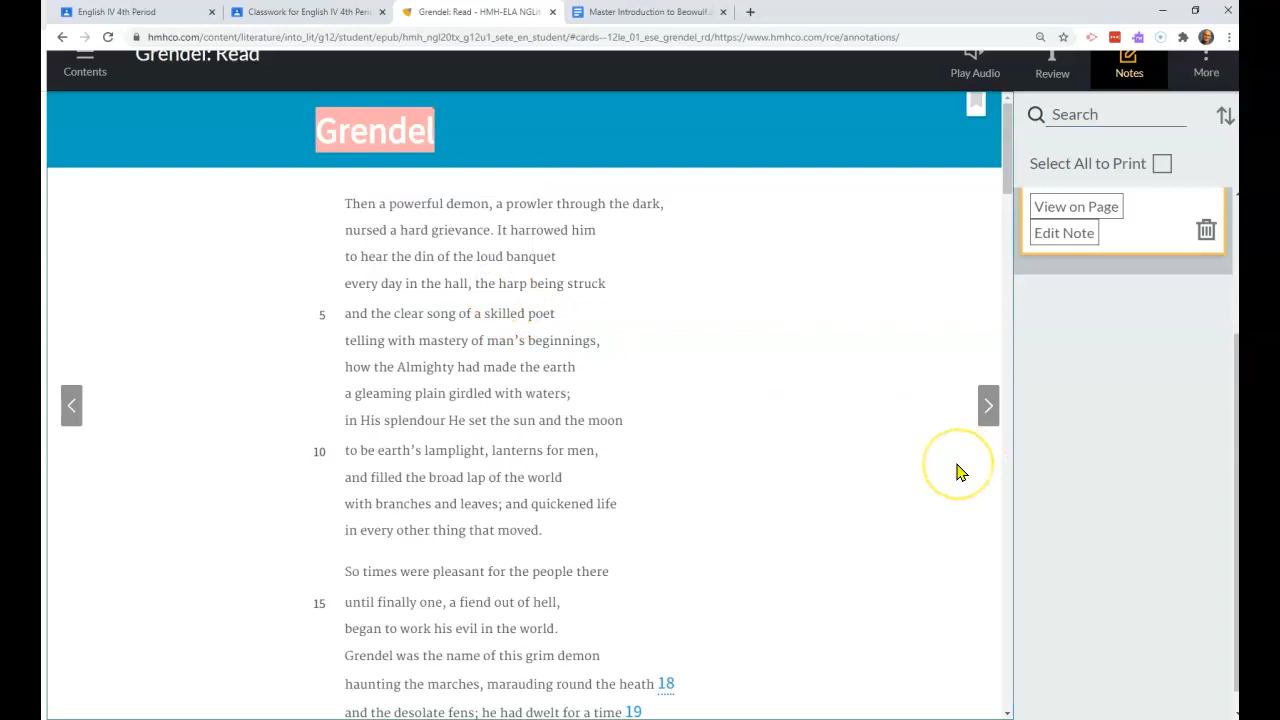 English IV 4th Period
Classwork for English IV 4th Peri
Grendel: Read - HMH-ELA NGLin
Master Introduction to Beowulf.
hmhco.com/content/literature/into_lit/g12/student/epub/hmh_ngl20tx_g12u1_sete_en_student/#cards--12le_01_ese_grendel_rd/https://www.hmhco.com/rce/annotations/
Contents
Grendel: Read
Play Audio
Review
Notes
More
Grendel
Then a powerful demon, a prowler through the dark,
nursed a hard grievance. It harrowed him
to hear the din of the loud banquet
every day in the hall, the harp being struck
5 and the clear song of a skilled poet
telling with mastery of man's beginnings,
how the Almighty had made the earth
a gleaming plain girdled with waters;
in His splendour He set the sun and the moon
10 to be earth's lamplight, lanterns for men,
and filled the broad lap of the world
with branches and leaves; and quickened life
in every other thing that moved.
So times were pleasant for the people there
15 until finally one, a fiend out of hell,
began to work his evil in the world.
Grendel was the name of this grim demon
haunting the marches, marauding round the heath 18
and the desolate fens; he had dwelt for a time 19
Search
Select All to Print
View on Page
Edit Note